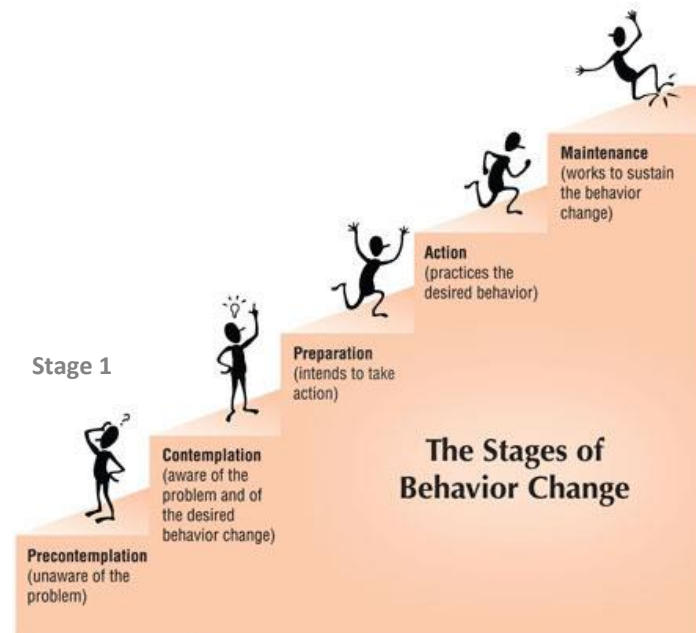 Stage 1
Precontemplation
(unaware of the
problem)
?
Contemplation
(aware of the
problem and of
the desired
behavior change)
Preparation
(intends to take
action)
Action
(practices the
desired behavior)
Maintenance
(works to sustain
the behavior
change)
The Stages of
Behavior Change